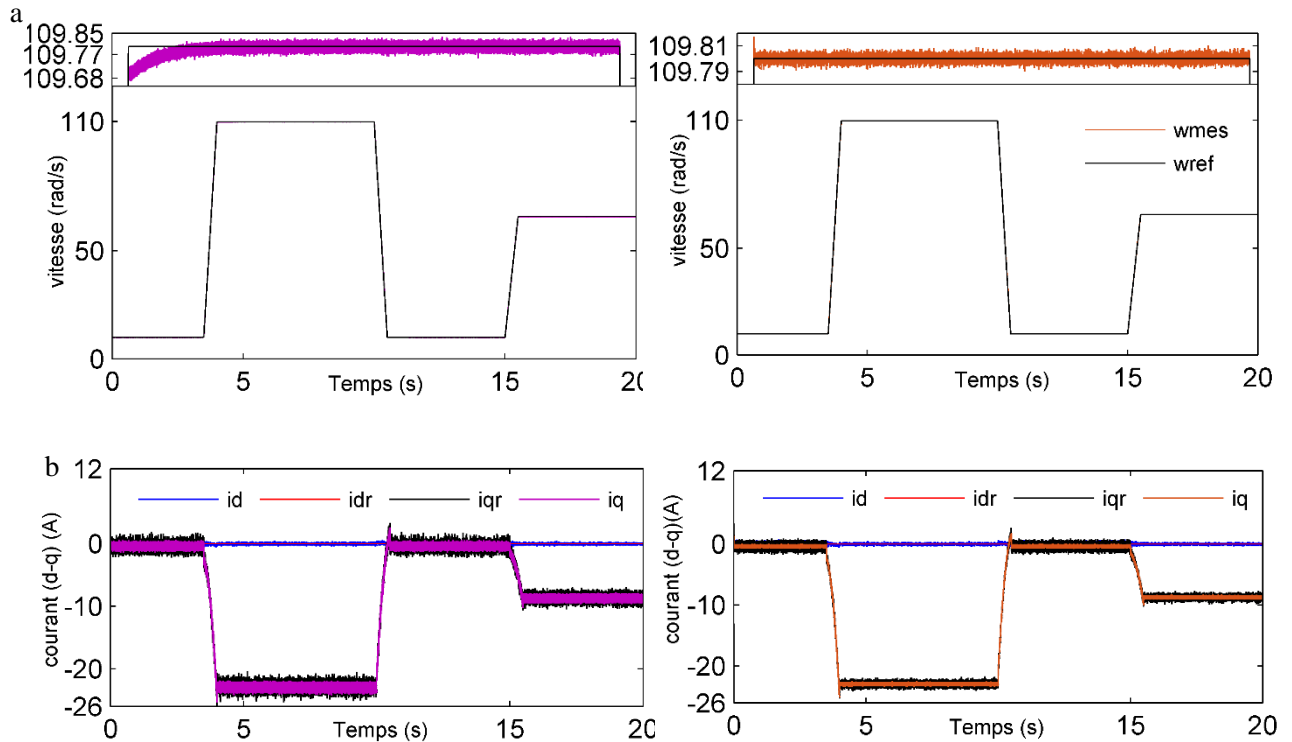 a
109.85
109.77
109.68
110
50
0
vitesse (rad/s)
0 5 Temps (s) 15 20
109.81
109.79
110
50
0
vitesse (rad/s)
wmes
wref
0 5 Temps (s) 15 20
b
12
0
-10
-20
-26
courant (d-q) (A)
id idr iqr iq
0 5 Temps (s) 15 20
12
0
-10
-20
-26
courant (d-q)(A)
id idr iqr iq
0 5 Temps (s) 15 20